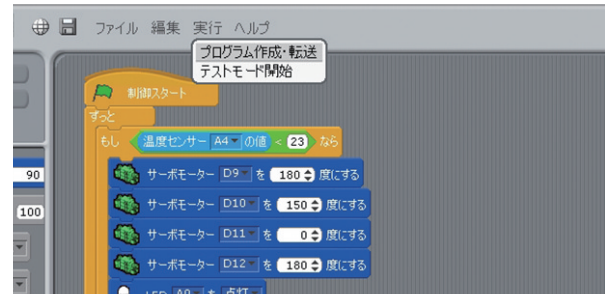 ファイル 編集 実行 ヘルプ
プログラム作成・転送
テストモード開始
制御スタート
ずっと
もし 温度センサー A4 の値 < 23 なら
90
サーボモーター D9 を 180 度にする
100
サーボモーター D10 を 150 度にする
サーボモーター D11 を 0 度にする
サーボモーター D12 を 180 度にする
LED A0 を 点灯